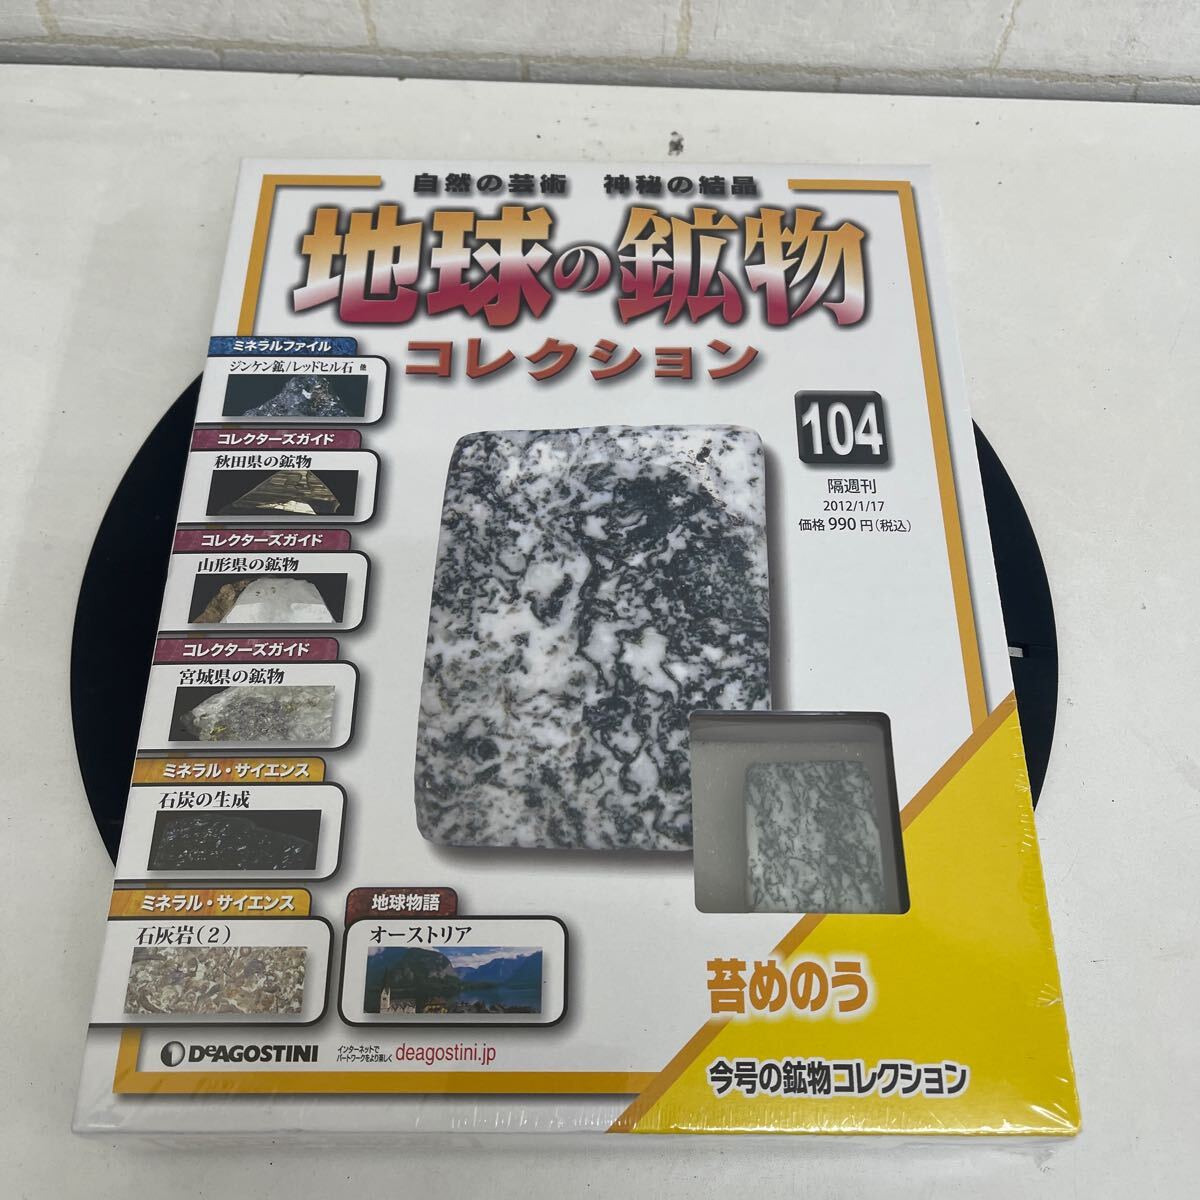 自然の芸術 神秘の結晶
地球の鉱物
コレクション
ミネラルファイル
ジンケン鉱/レッドヒル石 他
コレクターズガイド
秋田県の鉱物
コレクターズガイド
山形県の鉱物
コレクターズガイド
宮城県の鉱物
ミネラル・サイエンス
石炭の生成
ミネラル・サイエンス
石灰岩(2)
地球物語
オーストリア
104
隔週刊
2012/1/17
価格990円(税込)
苔めのう
今号の鉱物コレクション
DeAGOSTINI
インターネットで
パートワークをより楽しく
deagostini.jp